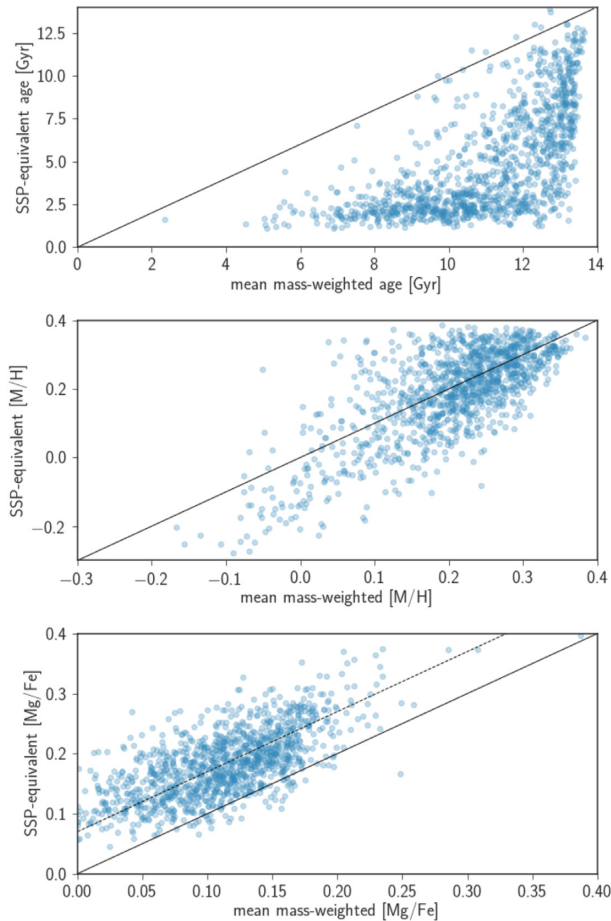 12.5
10.0
7.5
5.0
2.5
0.0
SSP-equivalent age [Gyr]
0 2 4 6 8 10 12 14
mean mass-weighted age [Gyr]
0.4
0.2
0.0
−0.2
SSP-equivalent [M/H]
−0.3 −0.2 −0.1 0.0 0.1 0.2 0.3 0.4
mean mass-weighted [M/H]
0.4
0.3
0.2
0.1
0.0
SSP-equivalent [Mg/Fe]
0.00 0.05 0.10 0.15 0.20 0.25 0.30 0.35 0.40
mean mass-weighted [Mg/Fe]